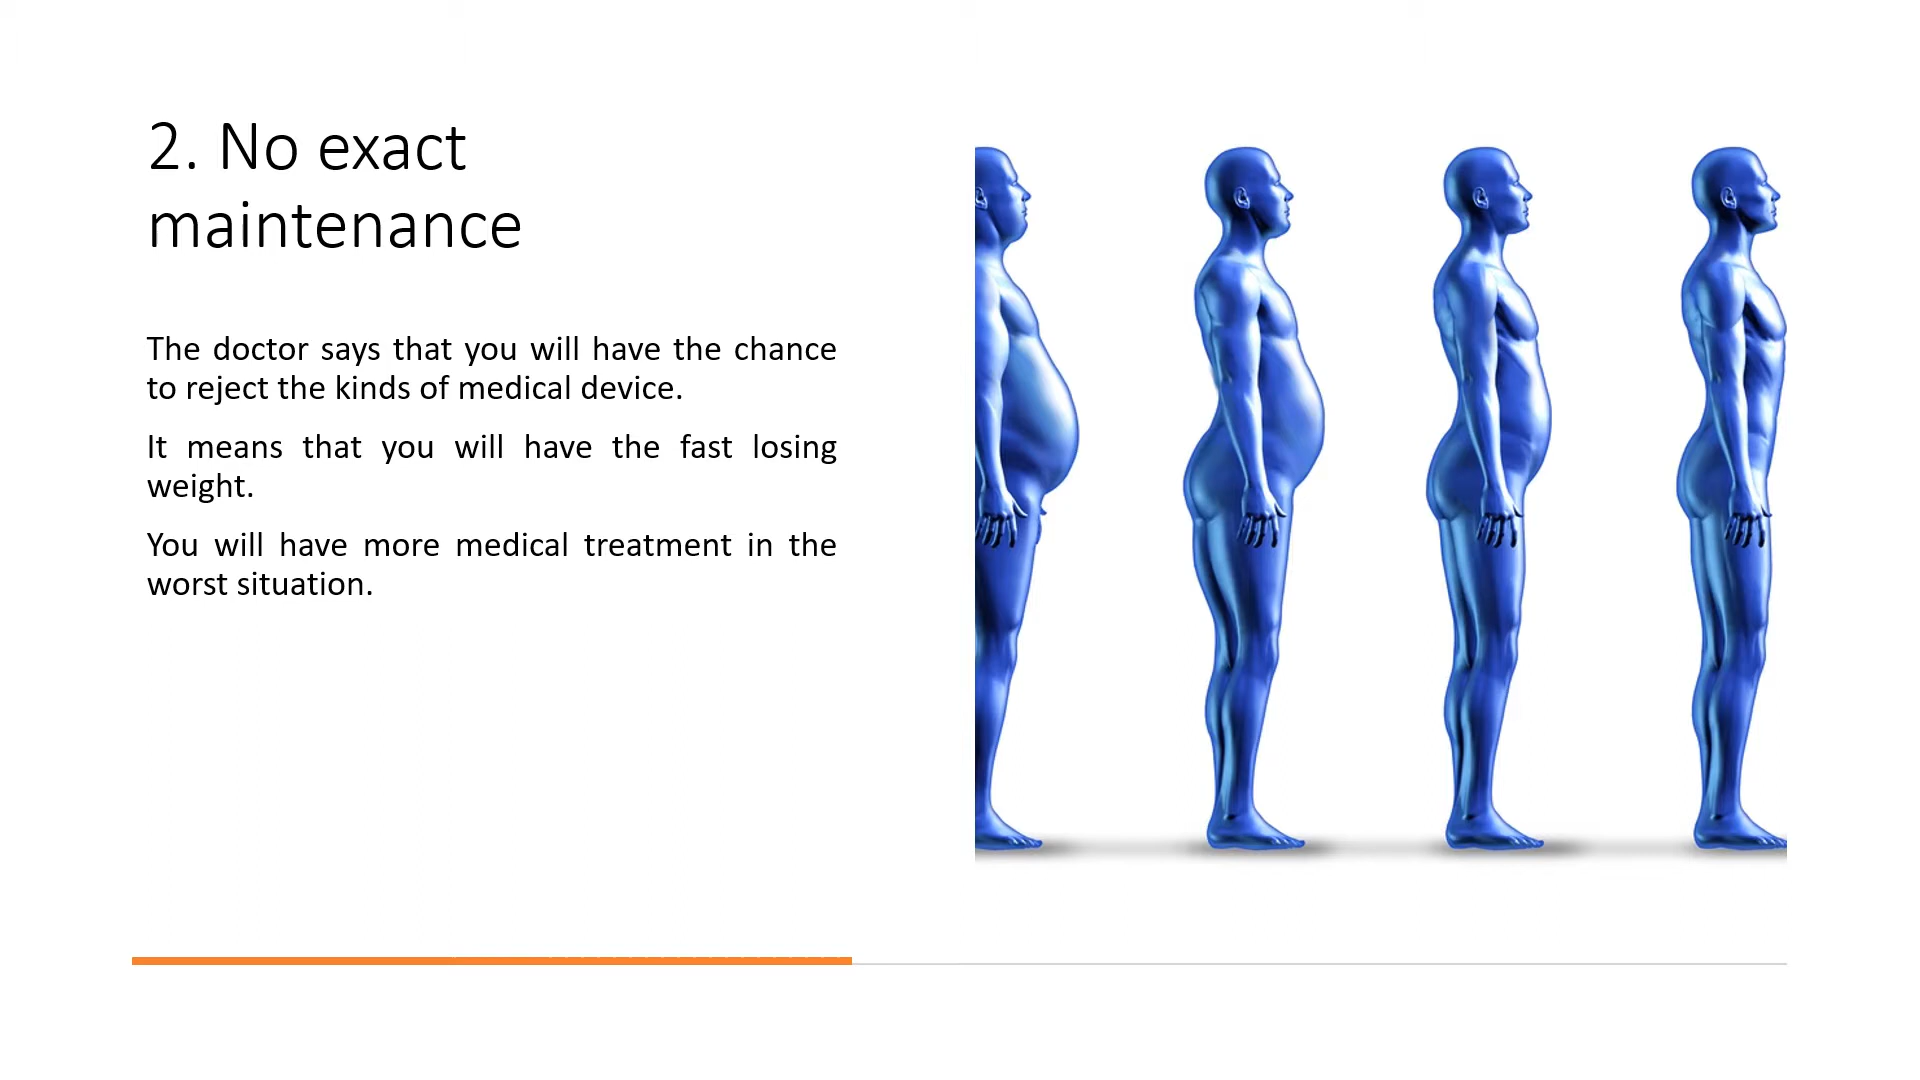 2. No exact
maintenance
The doctor says that you will have the chance
to reject the kinds of medical device.
It means that you will have the fast losing
weight.
You will have more medical treatment in the
worst situation.